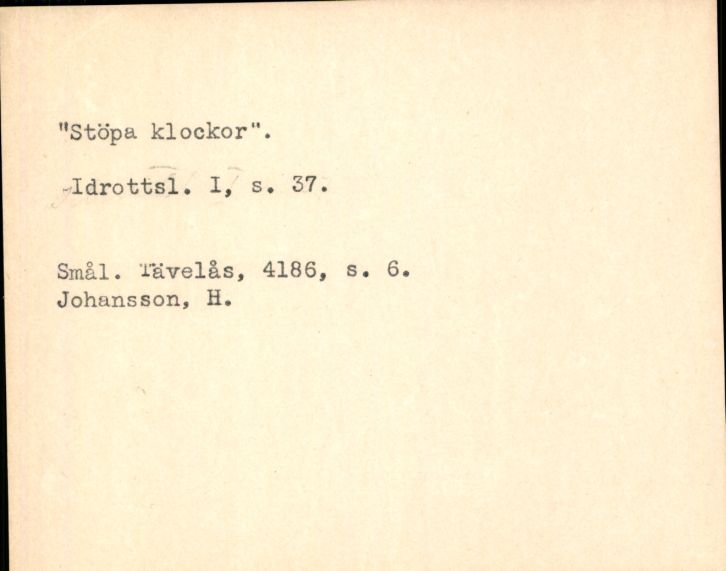 "Stöpa klockor".
Idrottsl. I, s. 37.
Smål. Tävelås, 4186, s. 6.
Johansson, H.